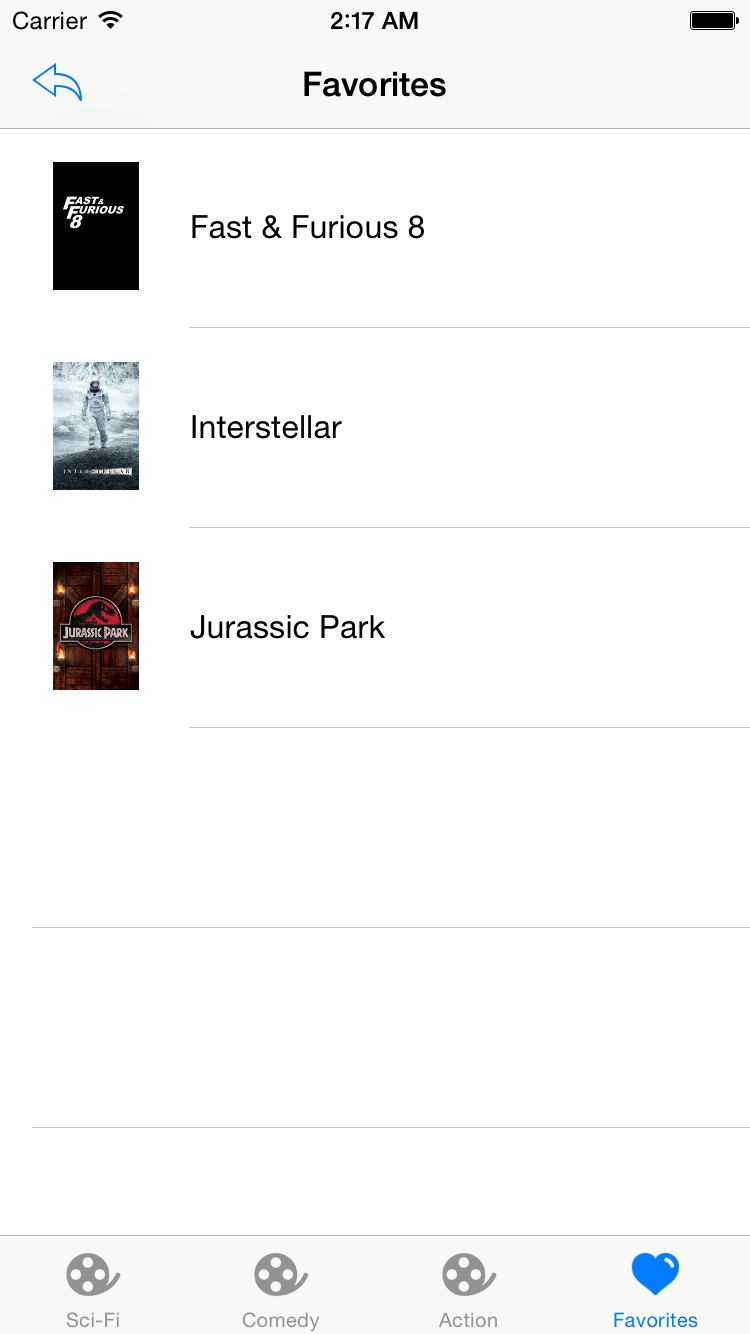 Carrier 2:17 AM
Favorites
FAST &
FURIOUS
8
Fast & Furious 8
INTERSTELLAR
Interstellar
JURASSIC PARK
Jurassic Park
Sci-Fi Comedy Action Favorites